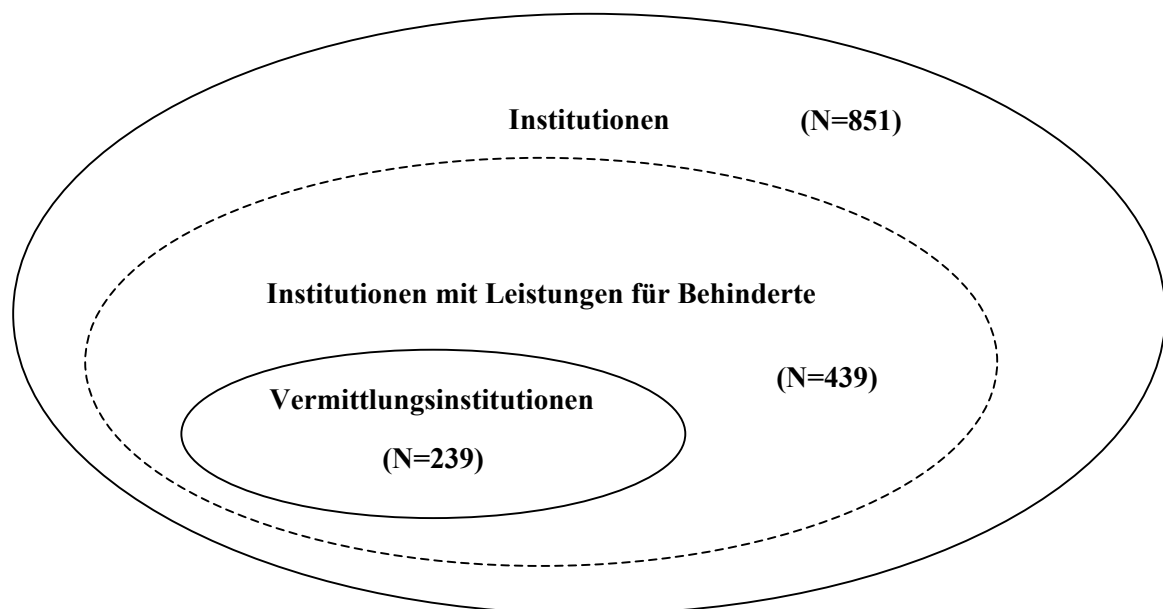 Institutionen (N=851)
Institutionen mit Leistungen für Behinderte
(N=439)
Vermittlungsinstitutionen
(N=239)